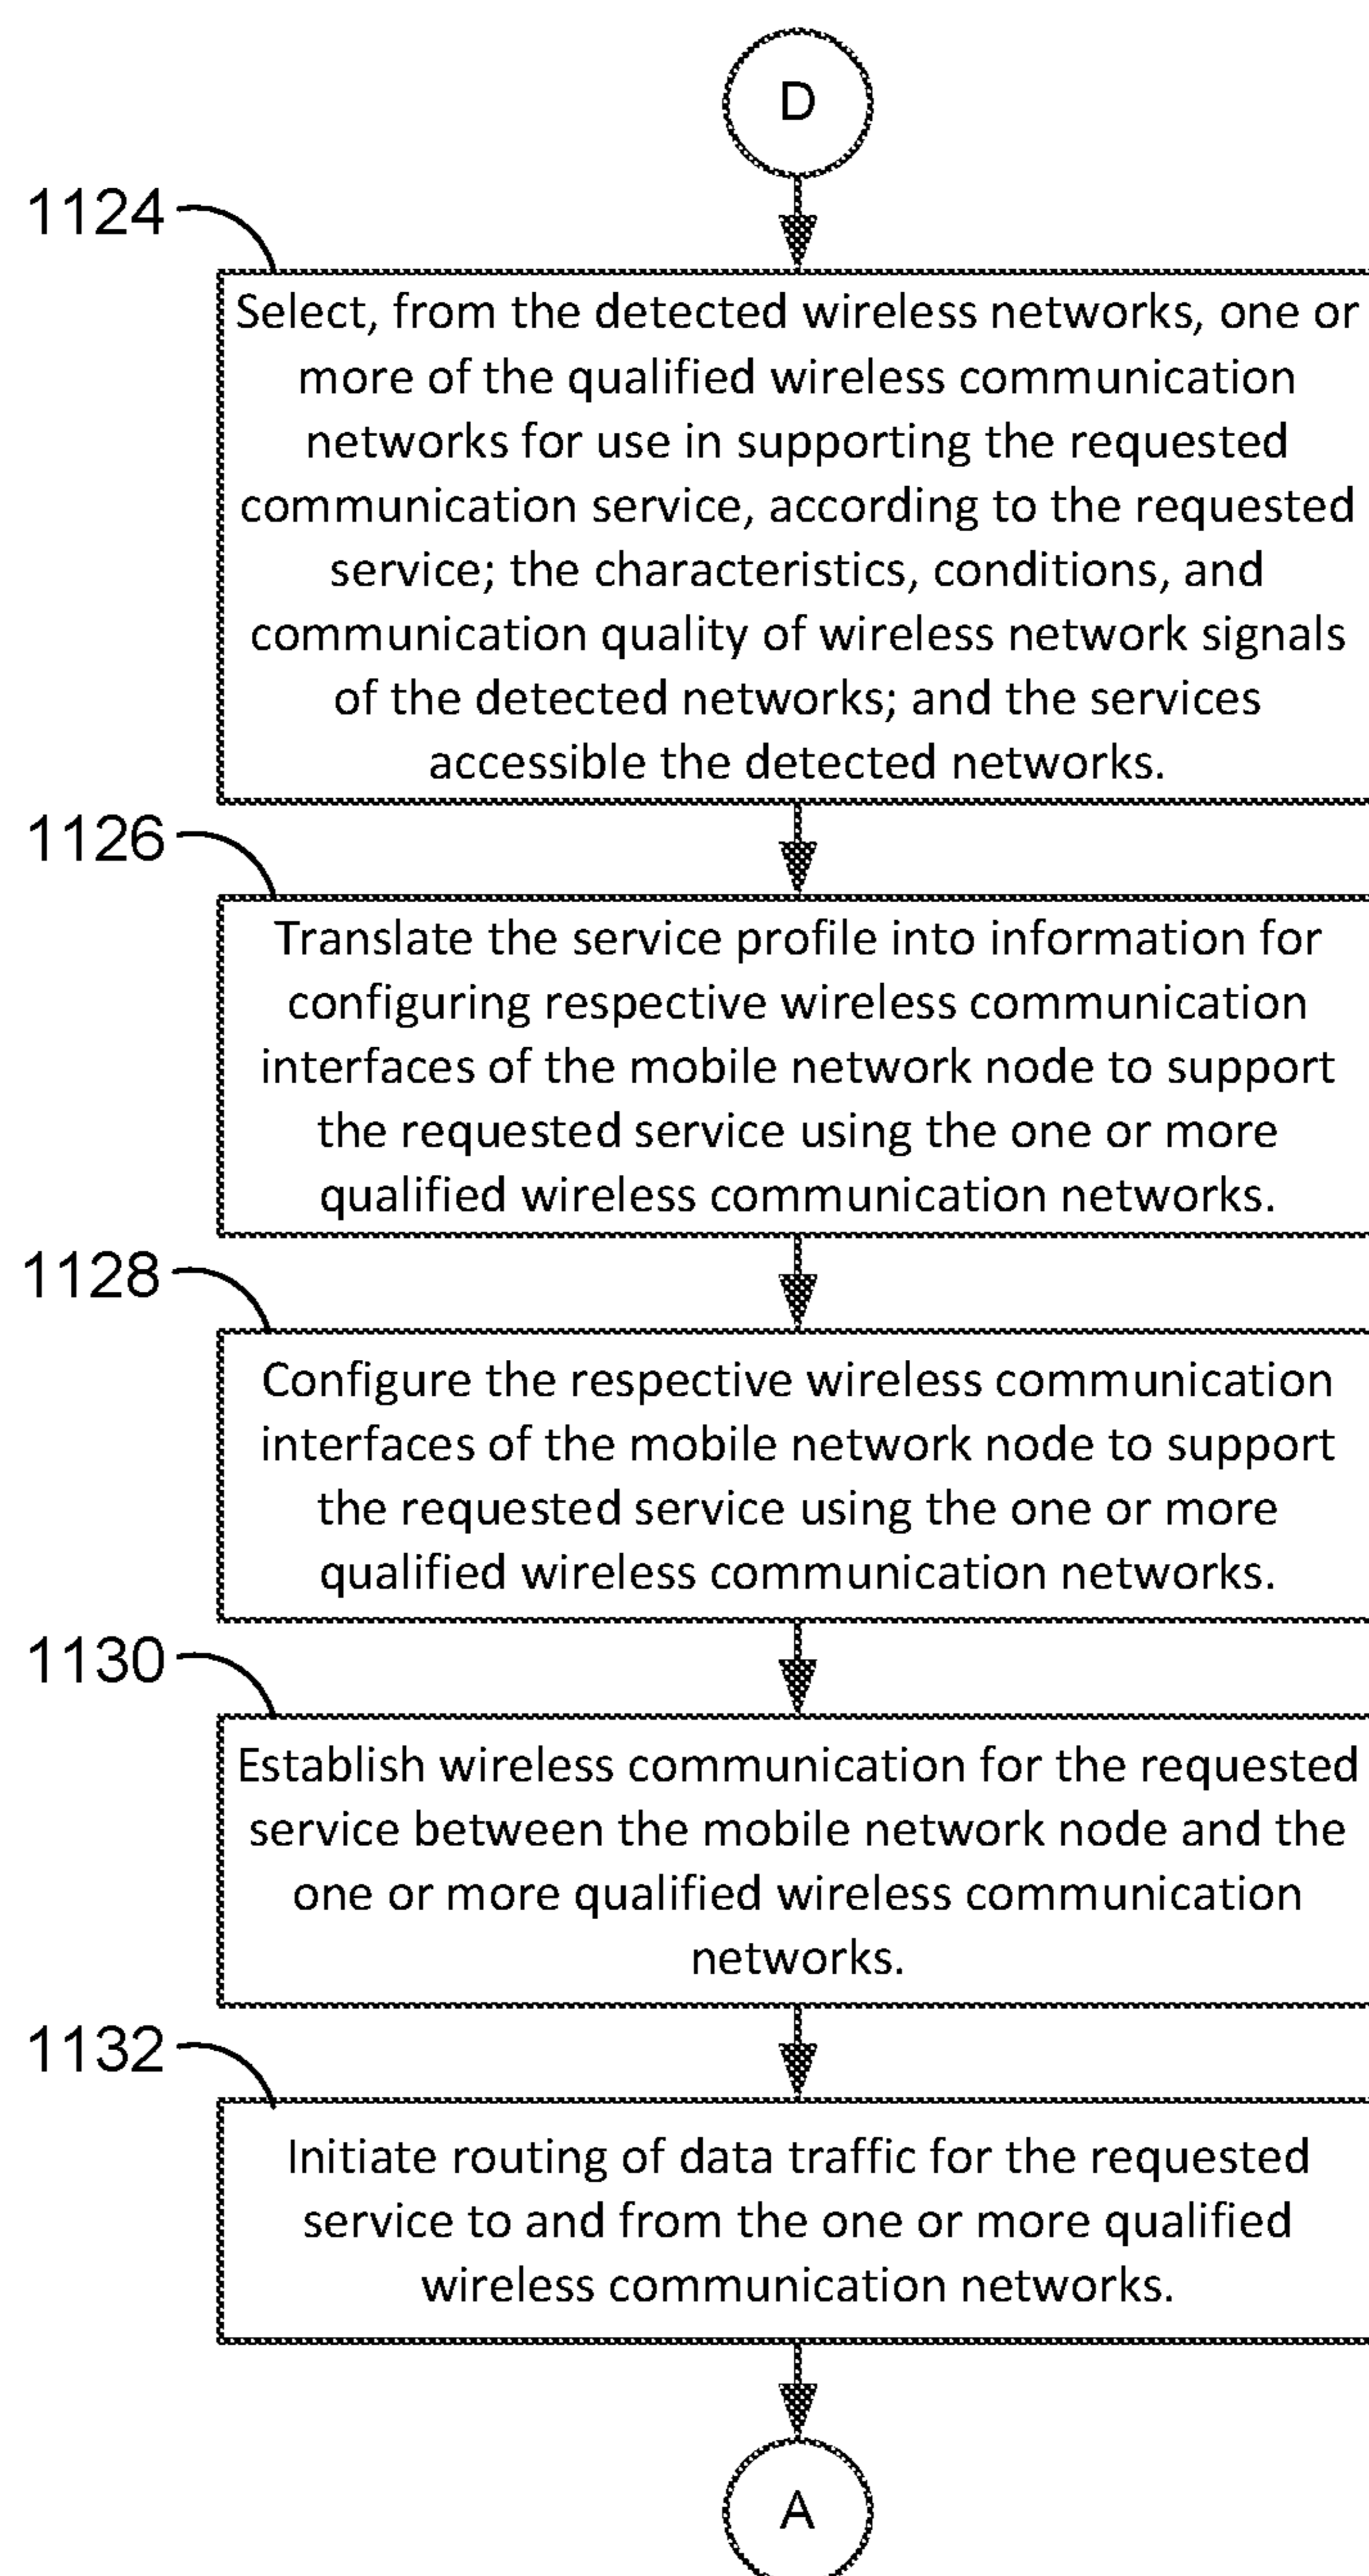 D
1124
Select, from the detected wireless networks, one or
more of the qualified wireless communication
networks for use in supporting the requested
communication service, according to the requested
service; the characteristics, conditions, and
communication quality of wireless network signals
of the detected networks; and the services
accessible the detected networks.
1126
Translate the service profile into information for
configuring respective wireless communication
interfaces of the mobile network node to support
the requested service using the one or more
qualified wireless communication networks.
1128
Configure the respective wireless communication
interfaces of the mobile network node to support
the requested service using the one or more
qualified wireless communication networks.
1130
Establish wireless communication for the requested
service between the mobile network node and the
one or more qualified wireless communication
networks.
1132
Initiate routing of data traffic for the requested
service to and from the one or more qualified
wireless communication networks.
A